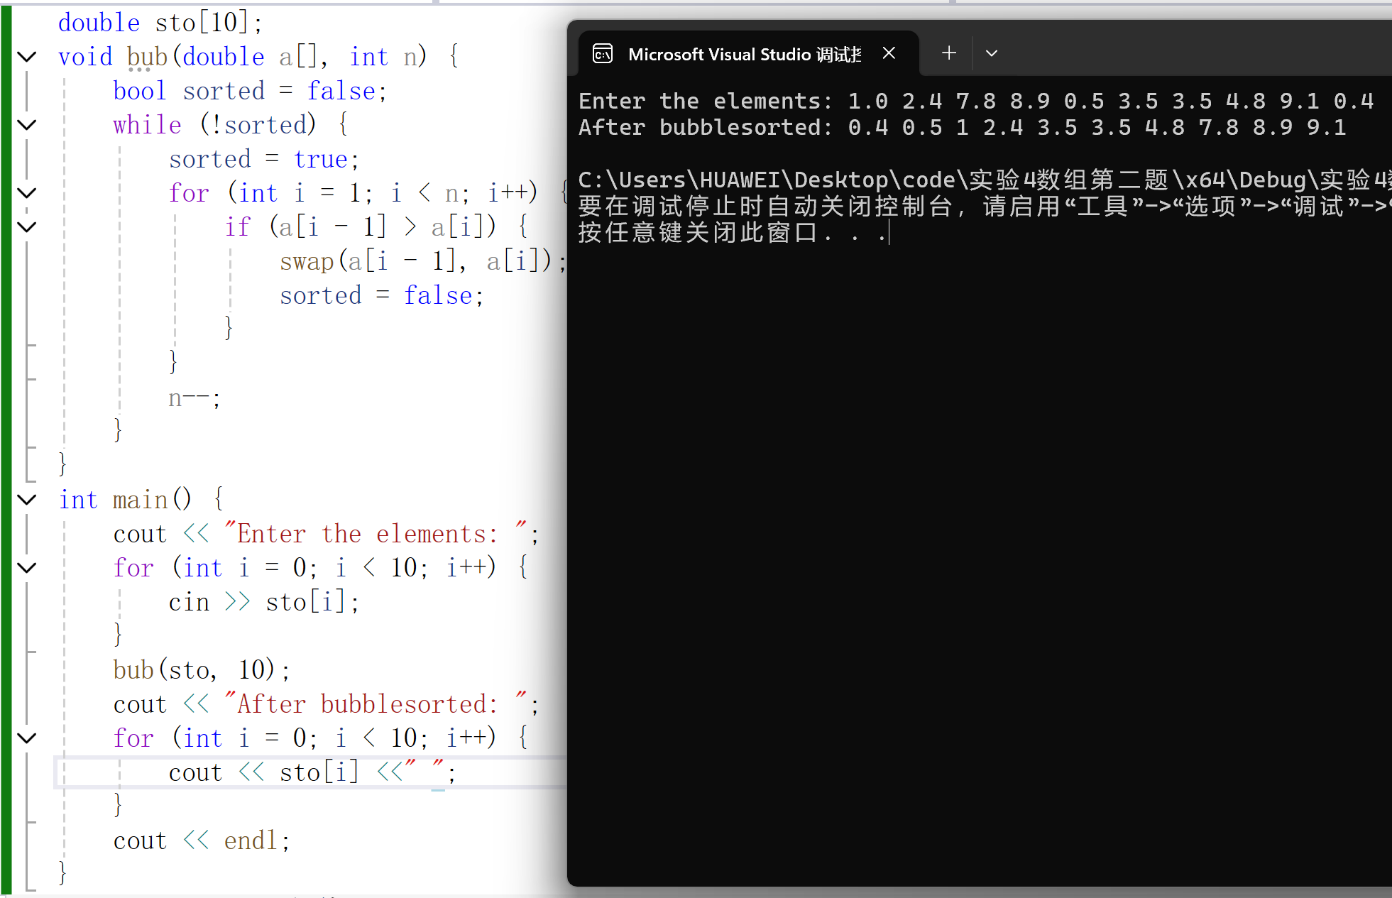 double sto[10];
void bub(double a[], int n) {
bool sorted = false;
while (!sorted) {
sorted = true;
for (int i = 1; i < n; i++) {
if (a[i - 1] > a[i]) {
swap(a[i - 1], a[i]);
sorted = false;
}
}
n--;
}
}
int main() {
cout << "Enter the elements: ";
for (int i = 0; i < 10; i++) {
cin >> sto[i];
}
bub(sto, 10);
cout << "After bubblesorted: ";
for (int i = 0; i < 10; i++) {
cout << sto[i] <<" ";
}
cout << endl;
}
Microsoft Visual Studio 调试
Enter the elements: 1.0 2.4 7.8 8.9 0.5 3.5 3.5 4.8 9.1 0.4
After bubblesorted: 0.4 0.5 1 2.4 3.5 3.5 4.8 7.8 8.9 9.1
C:\Users\HUAWEI\Desktop\code\实验4数组第二题\x64\Debug\实验4
要在调试停止时自动关闭控制台，请启用“工具”->“选项”->“调试”->“
按任意键关闭此窗口. . .